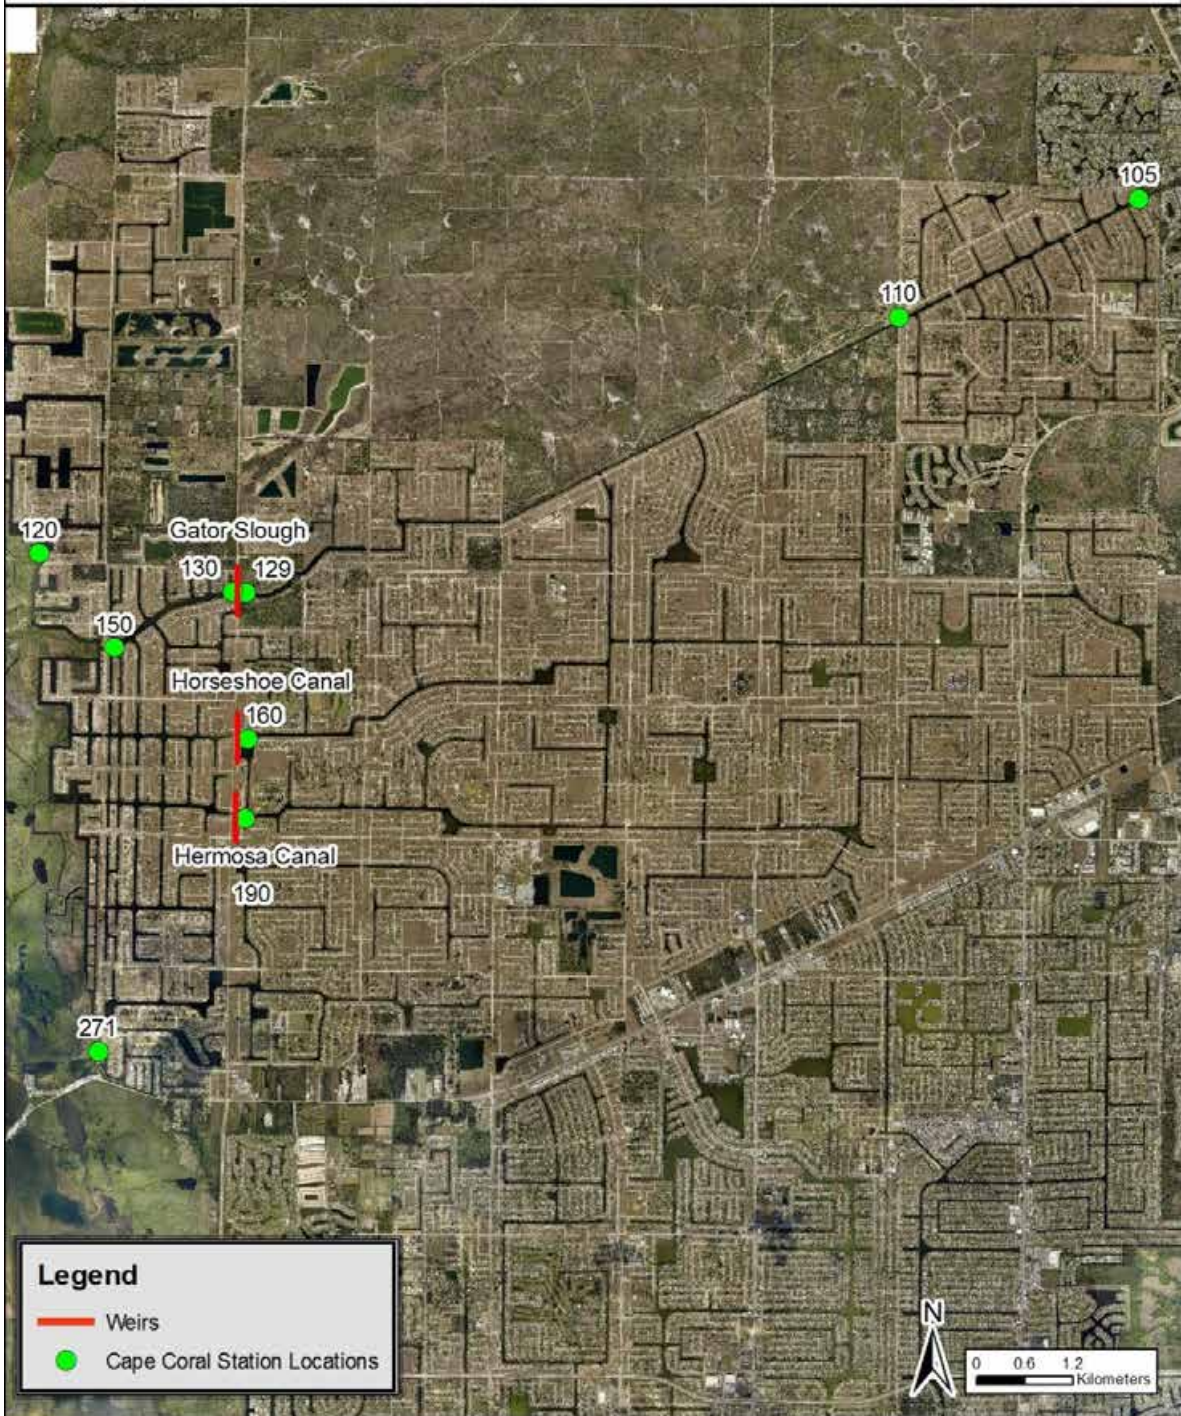 105
110
120
Gator Slough
130 129
150
Horseshoe Canal
160
Hermosa Canal
190
271
Legend
Weirs
Cape Coral Station Locations
N
0 0.6 1.2
Kilometers